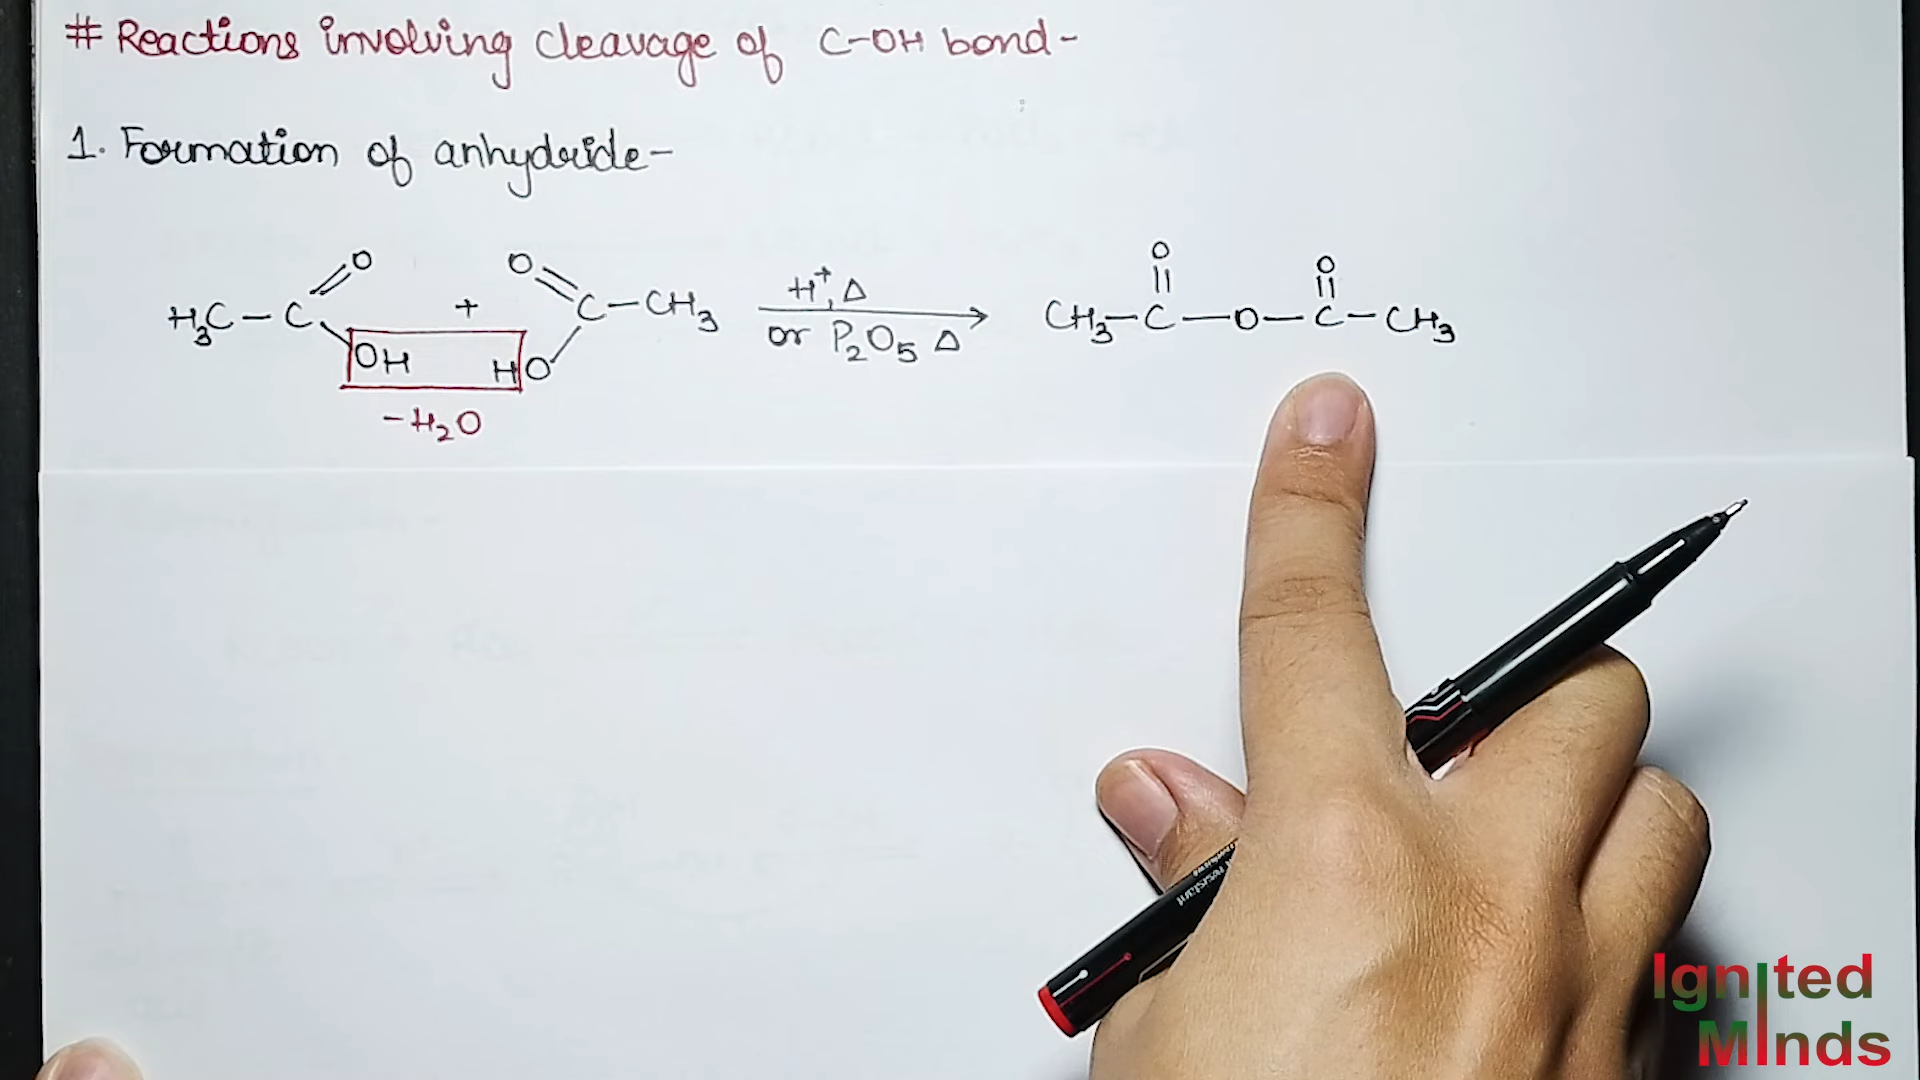 # Reactions involving cleavage of C-OH bond-
1. Formation of anhydride-
O O O O
H3C-C + C-CH3 H+, Δ CH3-C-O-C-CH3
OH HO or P2O5 Δ
-H2O
Ignited
Minds